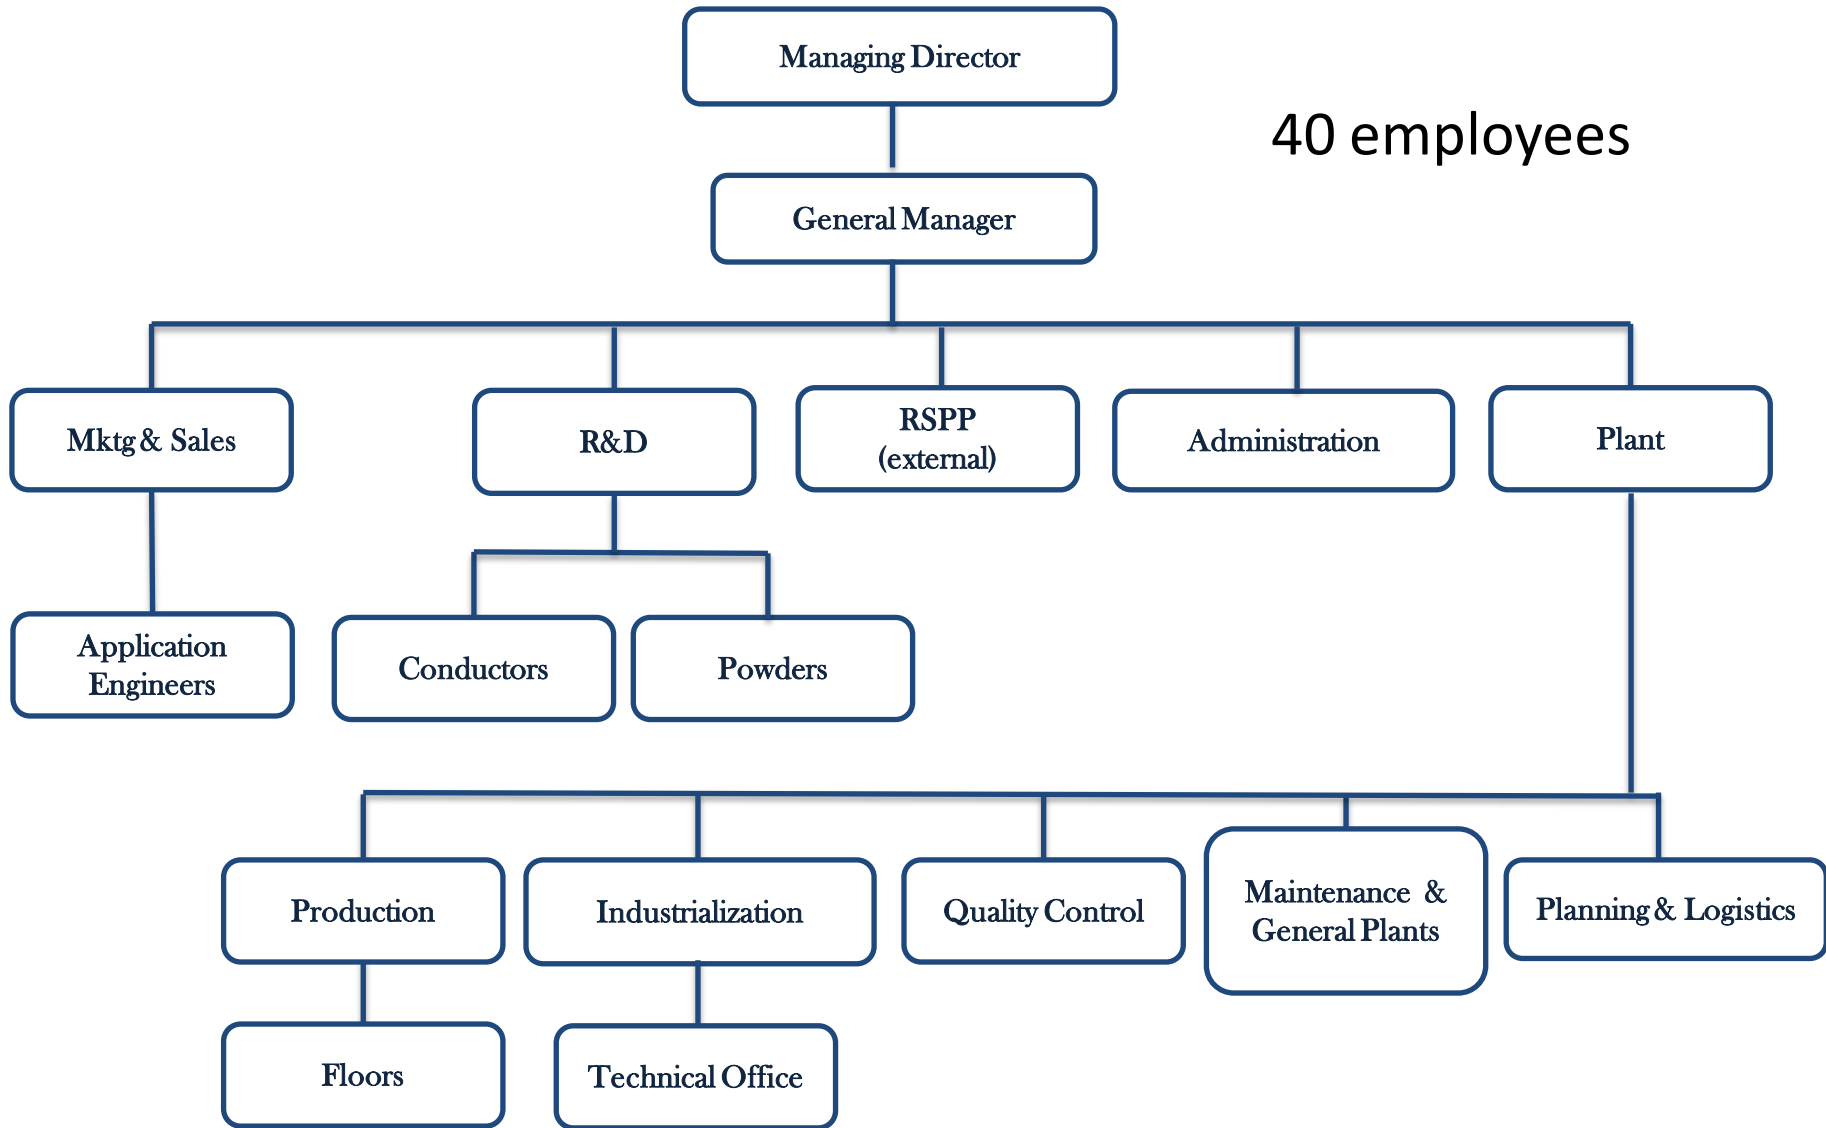 Managing Director
40 employees
General Manager
Mktg & Sales
R&D
RSPP
(external)
Administration
Plant
Application
Engineers
Conductors
Powders
Production
Industrialization
Quality Control
Maintenance &
General Plants
Planning & Logistics
Floors
Technical Office